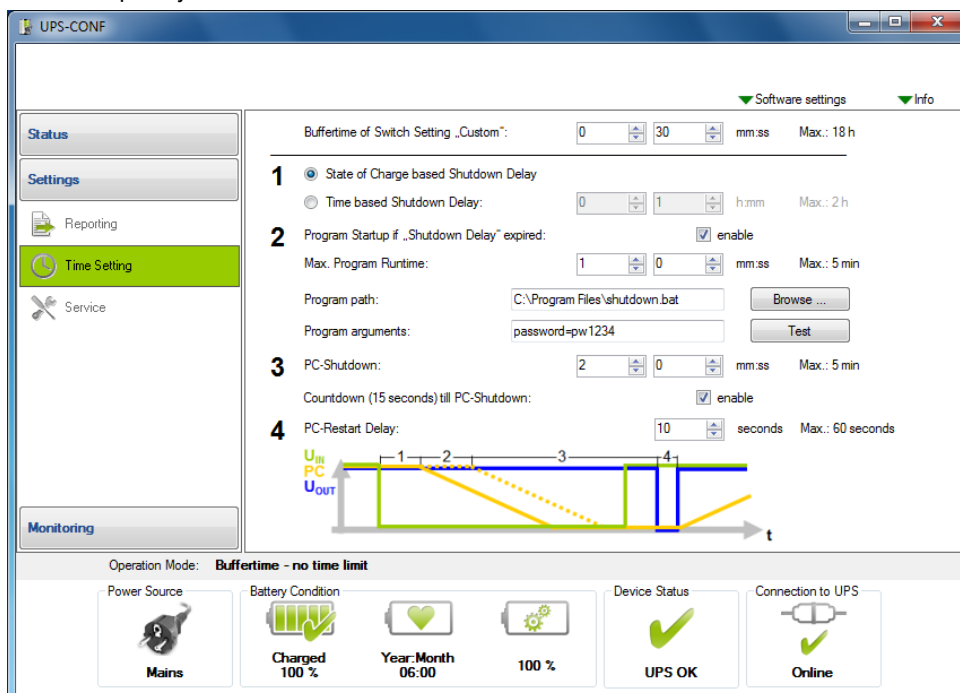 UPS-CONF
Software settings Info
Status
Buffertime of Switch Setting „Custom": 0 30 mm:ss Max.: 18 h
Settings
1 State of Charge based Shutdown Delay
Time based Shutdown Delay: 0 1 h:mm Max.: 2 h
Reporting
2 Program Startup if „Shutdown Delay" expired: enable
Time Setting
Max. Program Runtime: 1 0 mm:ss Max.: 5 min
Service
Program path: C:\Program Files\shutdown.bat Browse ...
Program arguments: password=pw1234 Test
3 PC-Shutdown: 2 0 mm:ss Max.: 5 min
Countdown (15 seconds) till PC-Shutdown: enable
4 PC-Restart Delay: 10 seconds Max.: 60 seconds
UIN
PC
UOUT
1 2 3 4
t
Monitoring
Operation Mode: Buffertime - no time limit
Power Source Battery Condition Device Status Connection to UPS
Mains
Charged
100 %
Year:Month
06:00
100 %
UPS OK
Online